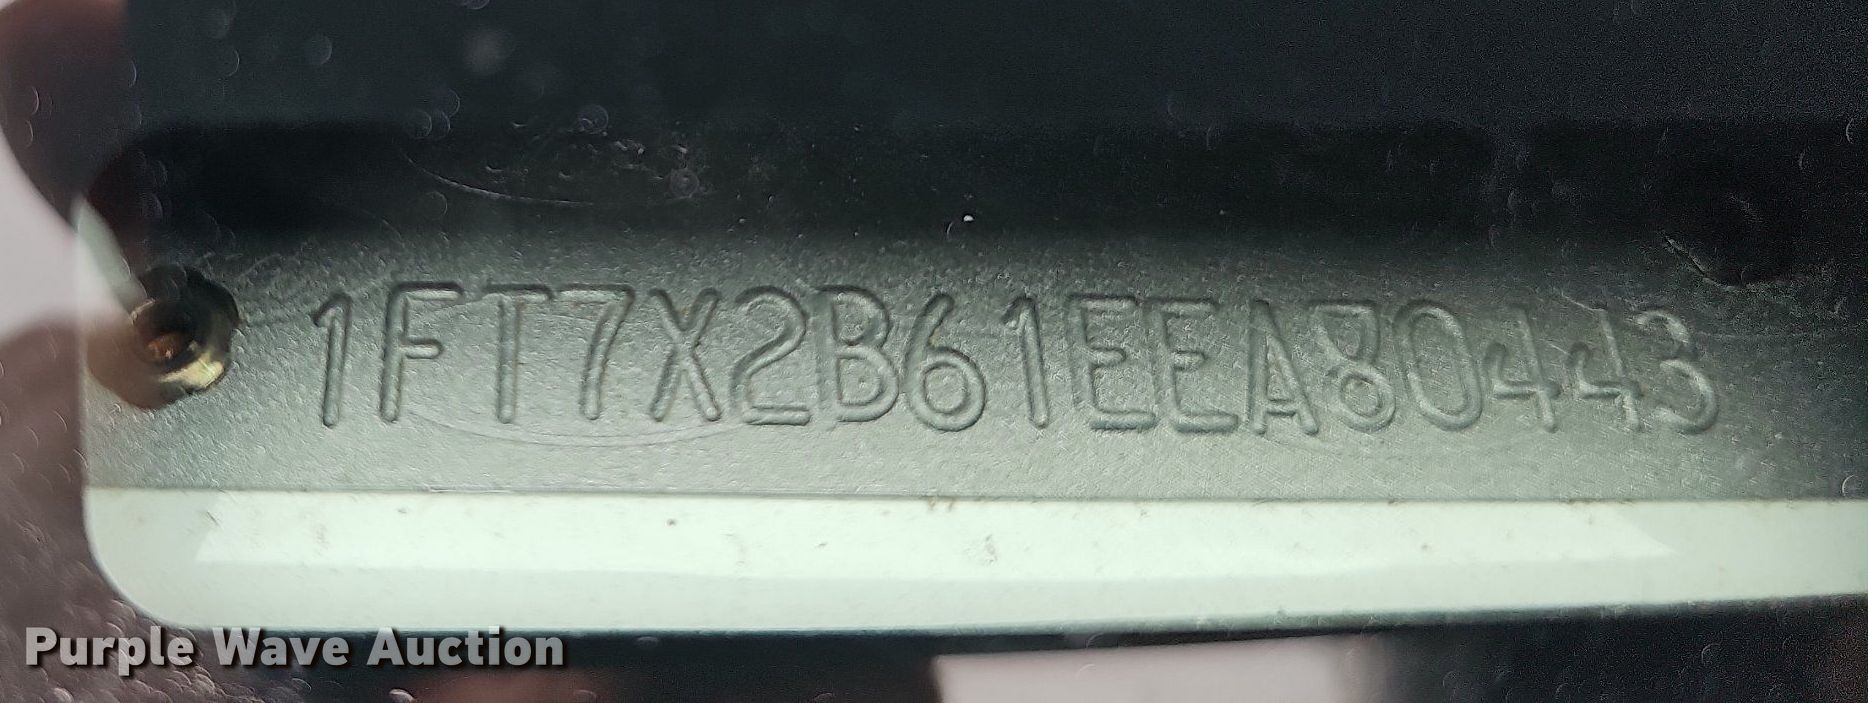 1FT7X2B61EEA80443
Purple Wave Auction